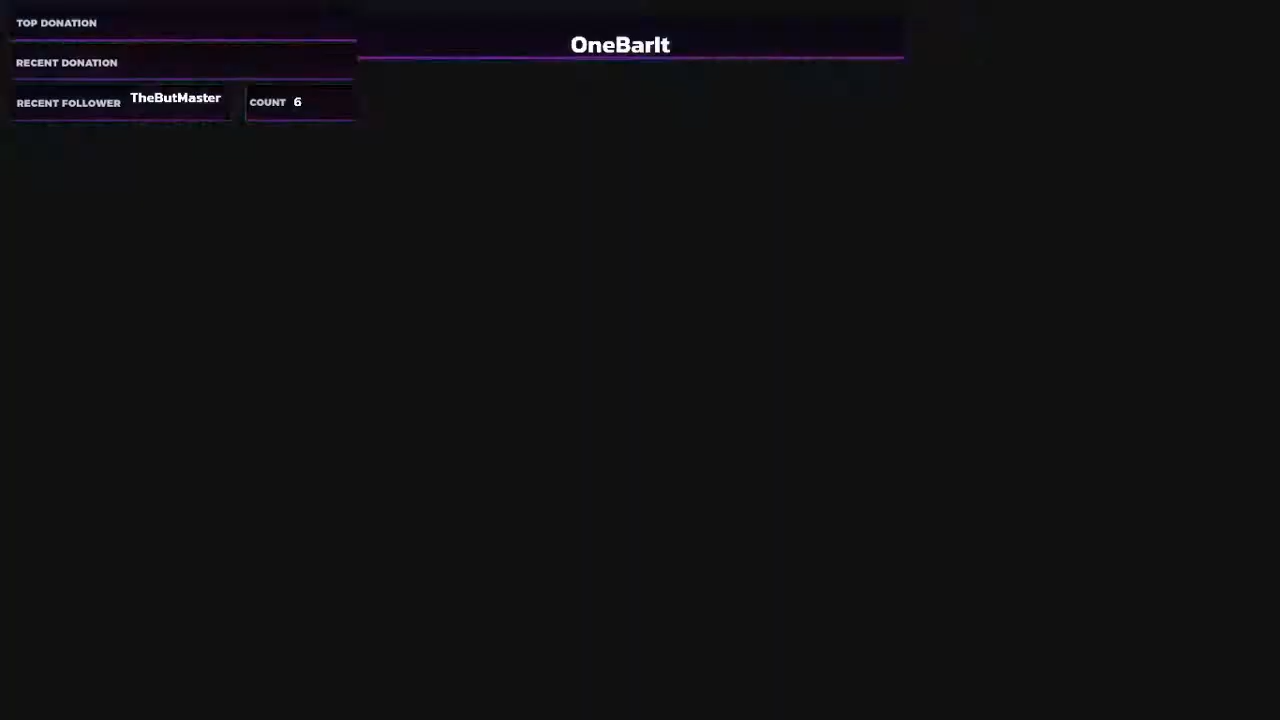 TOP DONATION
OneBarIt
RECENT DONATION
RECENT FOLLOWER TheButMaster
COUNT 6